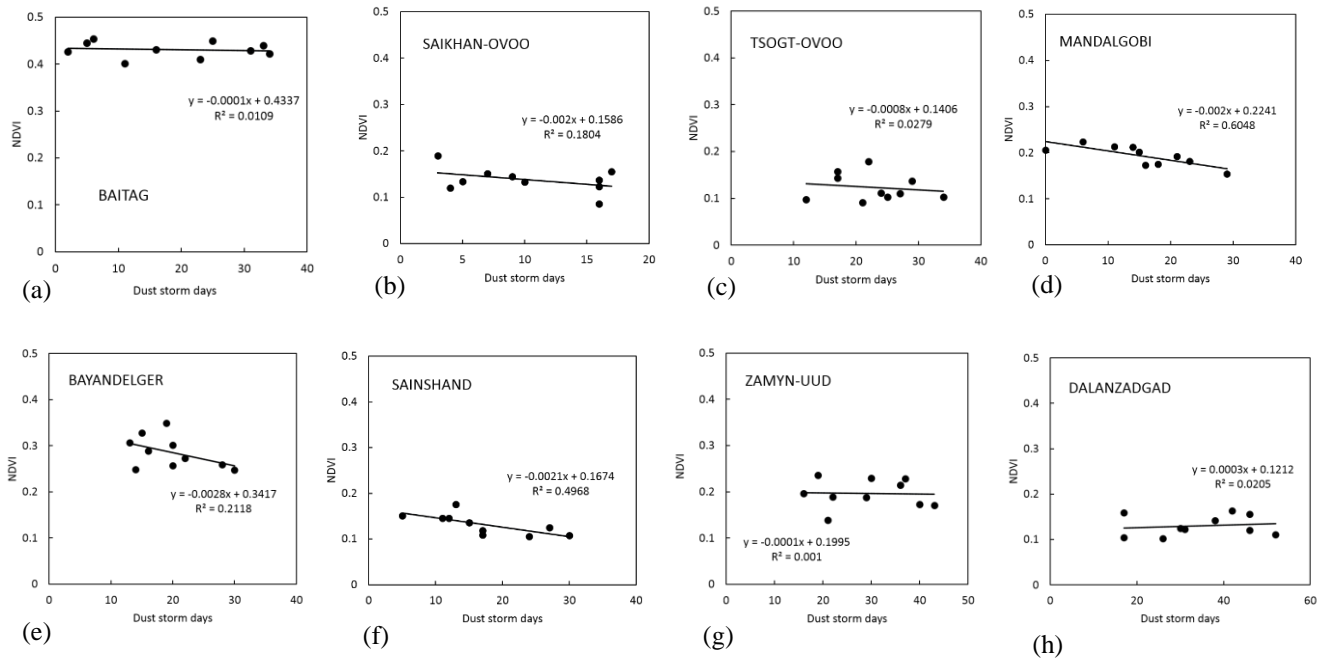 0.5
0.4
0.3
0.2
0.1
0
NDVI
BAITAG
y = -0.0001x + 0.4337
R² = 0.0109
0 10 20 30 40
Dust storm days
(a)
0.5
0.4
0.3
0.2
0.1
0
NDVI
SAIKHAN-OVOO
y = -0.002x + 0.1586
R² = 0.1804
0 5 10 15 20
Dust storm days
(b)
0.5
0.4
0.3
0.2
0.1
0
NDVI
TSOGT-OVOO
y = -0.0008x + 0.1406
R² = 0.0279
0 10 20 30 40
Dust storm days
(c)
0.5
0.4
0.3
0.2
0.1
0
NDVI
MANDALGOBI
y = -0.002x + 0.2241
R² = 0.6048
0 10 20 30 40
Dust storm days
(d)
0.5
0.4
0.3
0.2
0.1
0
NDVI
BAYANDELGER
y = -0.0028x + 0.3417
R² = 0.2118
0 10 20 30 40
Dust storm days
(e)
0.5
0.4
0.3
0.2
0.1
0
NDVI
SAINSHAND
y = -0.0021x + 0.1674
R² = 0.4968
0 10 20 30 40
Dust storm days
(f)
0.5
0.4
0.3
0.2
0.1
0
NDVI
ZAMYN-UUD
y = -0.0001x + 0.1995
R² = 0.001
0 10 20 30 40 50
Dust storm days
(g)
0.5
0.4
0.3
0.2
0.1
0
NDVI
DALANZADGAD
y = 0.0003x + 0.1212
R² = 0.0205
0 20 40 60
Dust storm days
(h)